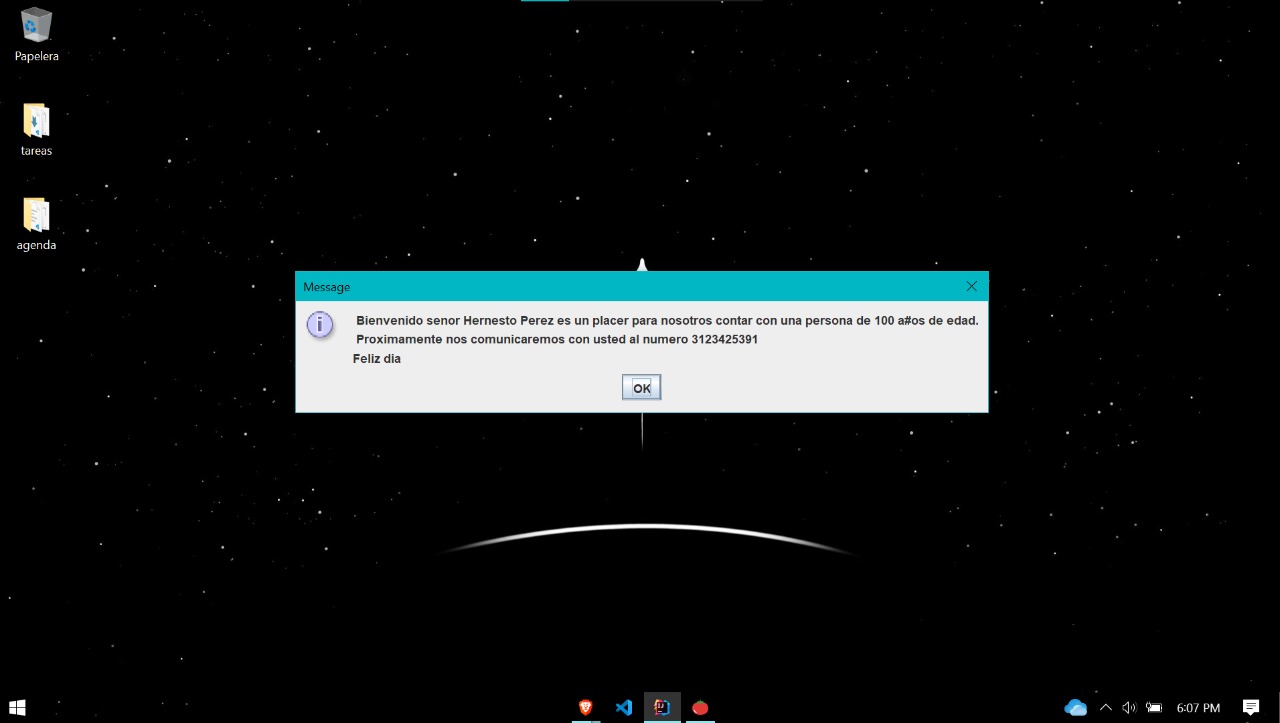 Papelera
tareas
agenda
Message
Bienvenido senor Hernesto Perez es un placer para nosotros contar con una persona de 100 a#os de edad.
Proximamente nos comunicaremos con usted al numero 3123425391
Feliz dia
OK
6:07 PM